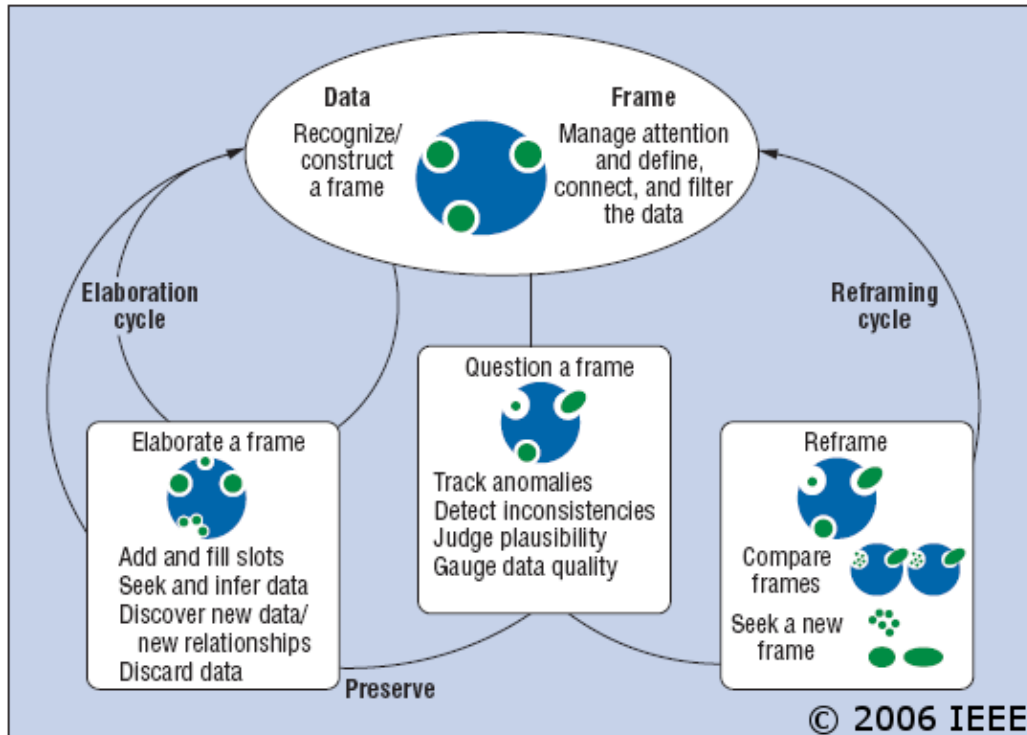 Data
Recognize/
construct
a frame
Frame
Manage attention
and define,
connect, and filter
the data
Elaboration
cycle
Reframing
cycle
Elaborate a frame
Add and fill slots
Seek and infer data
Discover new data/
new relationships
Discard data
Question a frame
Track anomalies
Detect inconsistencies
Judge plausibility
Gauge data quality
Reframe
Compare
frames
Seek a new
frame
Preserve
© 2006 IEEE